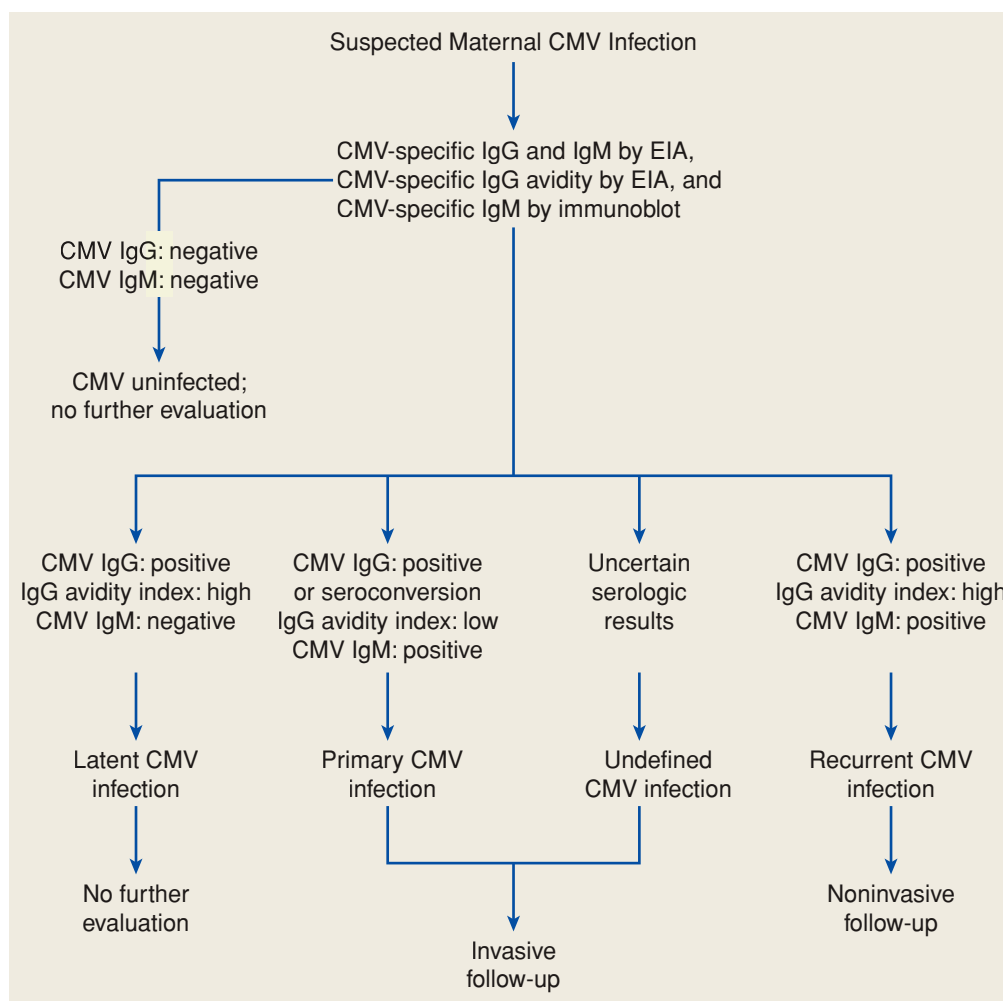 Suspected Maternal CMV Infection
CMV-specific IgG and IgM by EIA,
CMV-specific IgG avidity by EIA, and
CMV-specific IgM by immunoblot
CMV IgG: negative
CMV IgM: negative
CMV uninfected;
no further evaluation
CMV IgG: positive
IgG avidity index: high
CMV IgM: negative
CMV IgG: positive
or seroconversion
IgG avidity index: low
CMV IgM: positive
Uncertain
serologic
results
CMV IgG: positive
IgG avidity index: high
CMV IgM: positive
Latent CMV
infection
Primary CMV
infection
Undefined
CMV infection
Recurrent CMV
infection
No further
evaluation
Invasive
follow-up
Noninvasive
follow-up